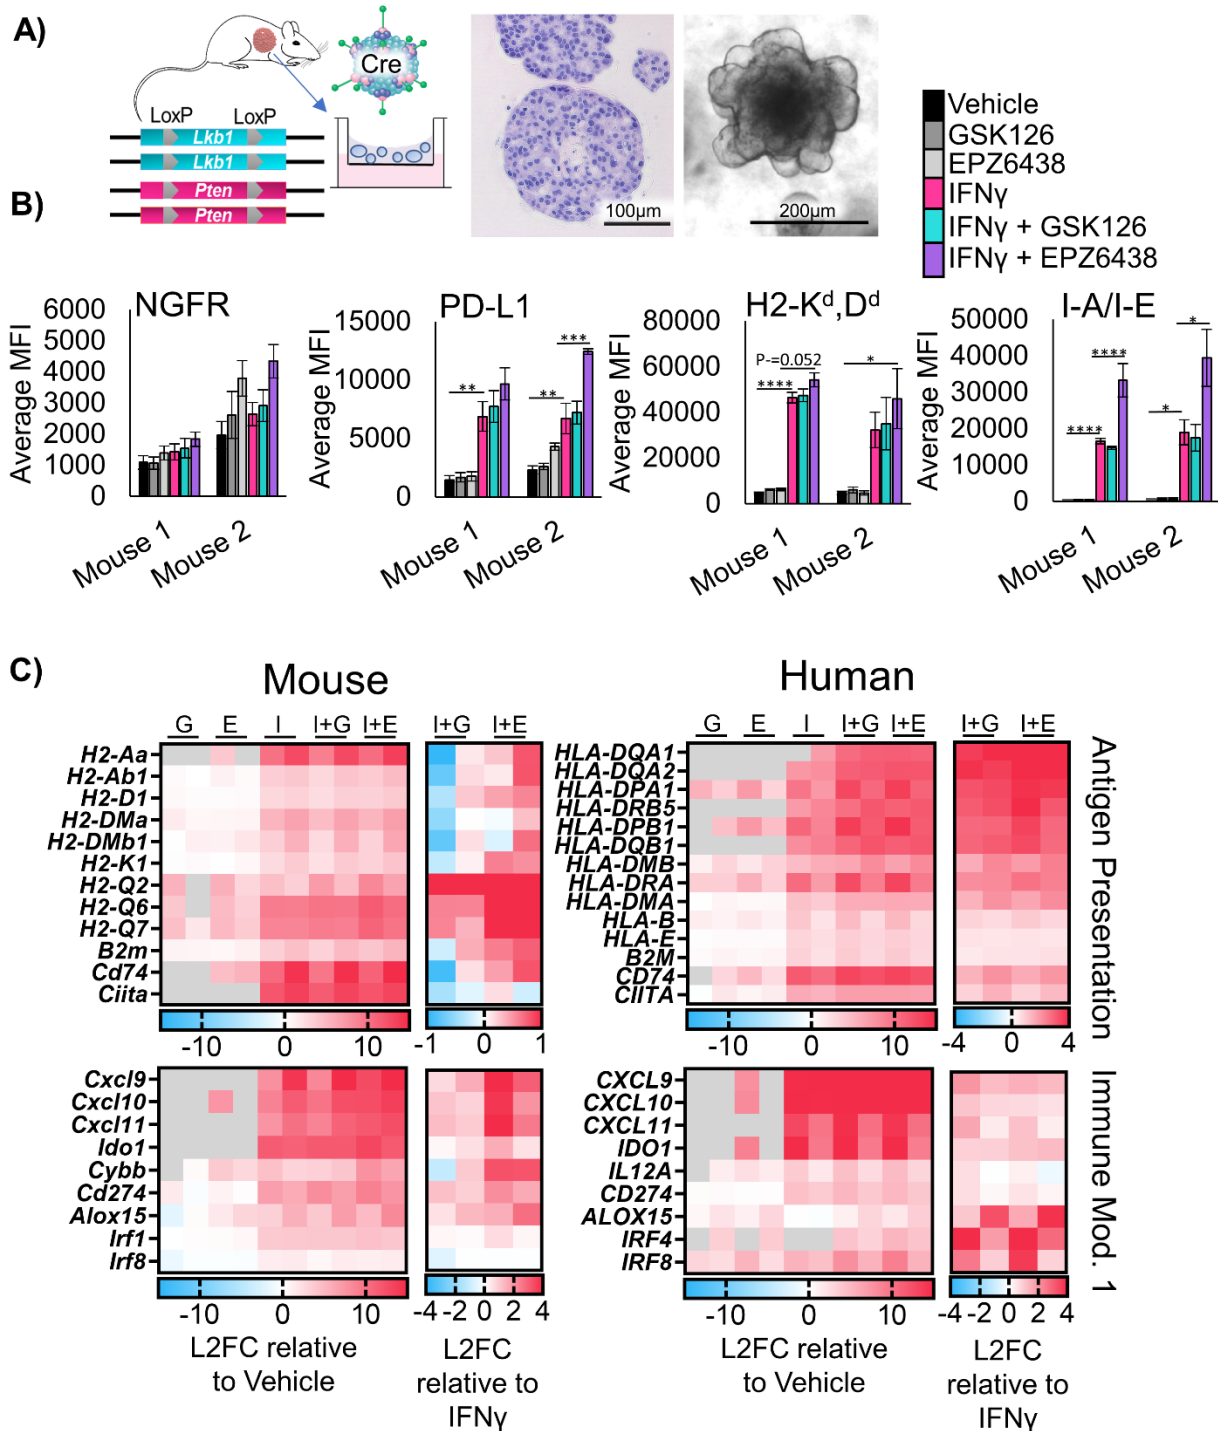 A)
Cre
LoxP LoxP
Lkb1
Lkb1
Pten
Pten
100µm
200µm
Vehicle
GSK126
EPZ6438
IFNγ
IFNγ + GSK126
IFNγ + EPZ6438
B)
NGFR
Average MFI
6000
5000
4000
3000
2000
1000
0
Mouse 1
Mouse 2
PD-L1
Average MFI
15000
10000
5000
0
**
**
***
Mouse 1
Mouse 2
H2-Kᵈ,Dᵈ
Average MFI
80000
60000
40000
20000
0
P-=0.052
****
*
Mouse 1
Mouse 2
I-A/I-E
Average MFI
50000
40000
30000
20000
10000
0
****
****
*
*
Mouse 1
Mouse 2
C)
Mouse
G E I I+G I+E I+G I+E
H2-Aa
H2-Ab1
H2-D1
H2-DMa
H2-DMb1
H2-K1
H2-Q2
H2-Q6
H2-Q7
B2m
Cd74
Ciita
-10 0 10
-1 0 1
Human
G E I I+G I+E I+G I+E
HLA-DQA1
HLA-DQA2
HLA-DPA1
HLA-DRB5
HLA-DPB1
HLA-DQB1
HLA-DMB
HLA-DRA
HLA-DMA
HLA-B
HLA-E
B2M
CD74
CIITA
-10 0 10
-4 0 4
Antigen Presentation
Cxcl9
Cxcl10
Cxcl11
Ido1
Cybb
Cd274
Alox15
Irf1
Irf8
-10 0 10
-4 -2 0 2 4
L2FC relative
to Vehicle
L2FC
relative to
IFNγ
CXCL9
CXCL10
CXCL11
IDO1
IL12A
CD274
ALOX15
IRF4
IRF8
-10 0 10
-4 -2 0 2 4
L2FC relative
to Vehicle
L2FC
relative to
IFNγ
Immune Mod. 1